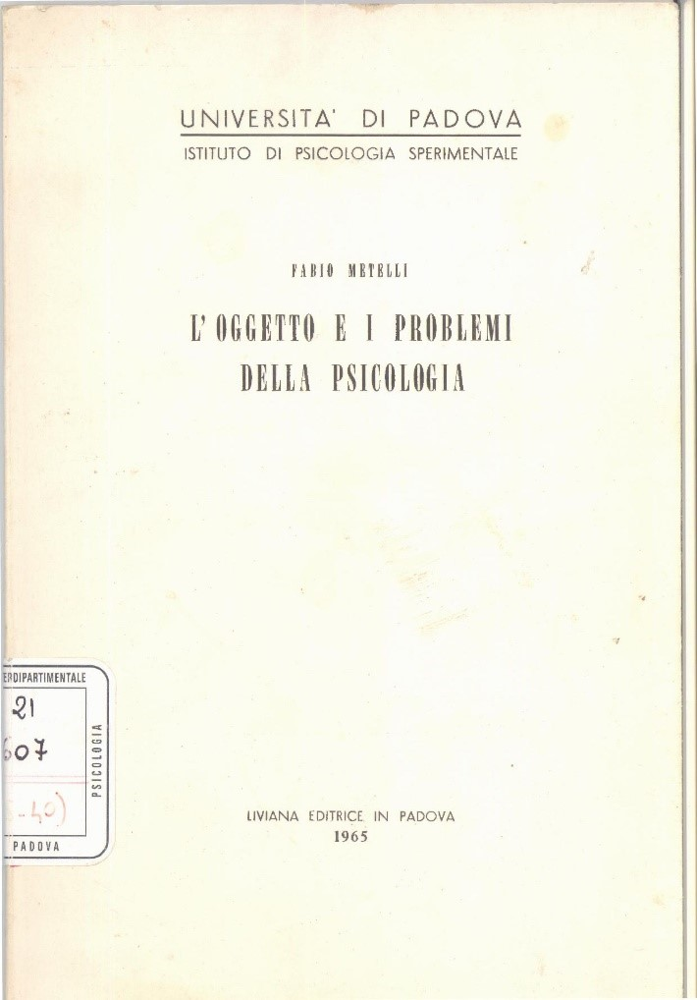 UNIVERSITA' DI PADOVA
ISTITUTO DI PSICOLOGIA SPERIMENTALE
FABIO METELLI
L'OGGETTO E I PROBLEMI
DELLA PSICOLOGIA
ERDIPARTIMENTALE
21
607
-40)
PADOVA
PSICOLOGIA
LIVIANA EDITRICE IN PADOVA
1965